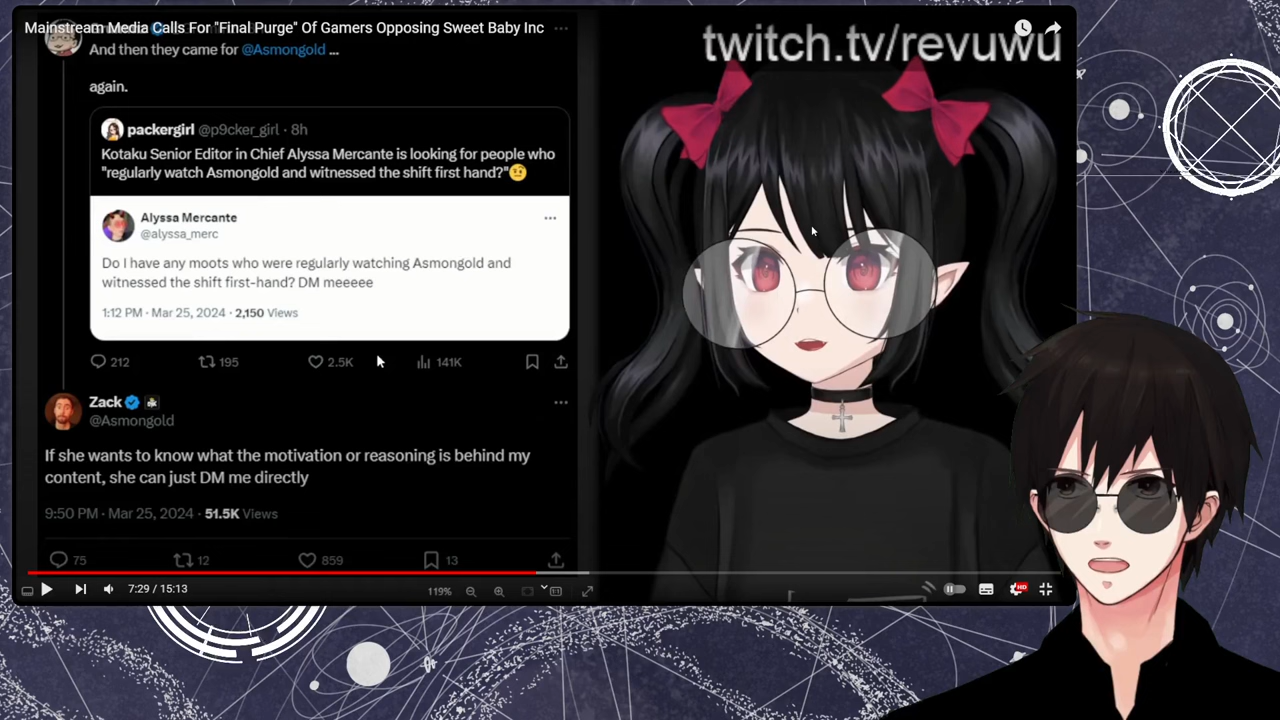 Mainstream Media Calls For "Final Purge" Of Gamers Opposing Sweet Baby Inc
twitch.tv/revuwu
And then they came for @Asmongold ...
again.
packergirl @p9cker_girl · 8h
Kotaku Senior Editor in Chief Alyssa Mercante is looking for people who
"regularly watch Asmongold and witnessed the shift first hand?"🤨
Alyssa Mercante
@alyssa_merc
Do I have any moots who were regularly watching Asmongold and
witnessed the shift first-hand? DM meeeee
1:12 PM · Mar 25, 2024 · 2,150 Views
212 195 2.5K 141K
Zack
@Asmongold
If she wants to know what the motivation or reasoning is behind my
content, she can just DM me directly
9:50 PM · Mar 25, 2024 · 51.5K Views
75 12 859 13
7:29 / 15:13
119%
HD